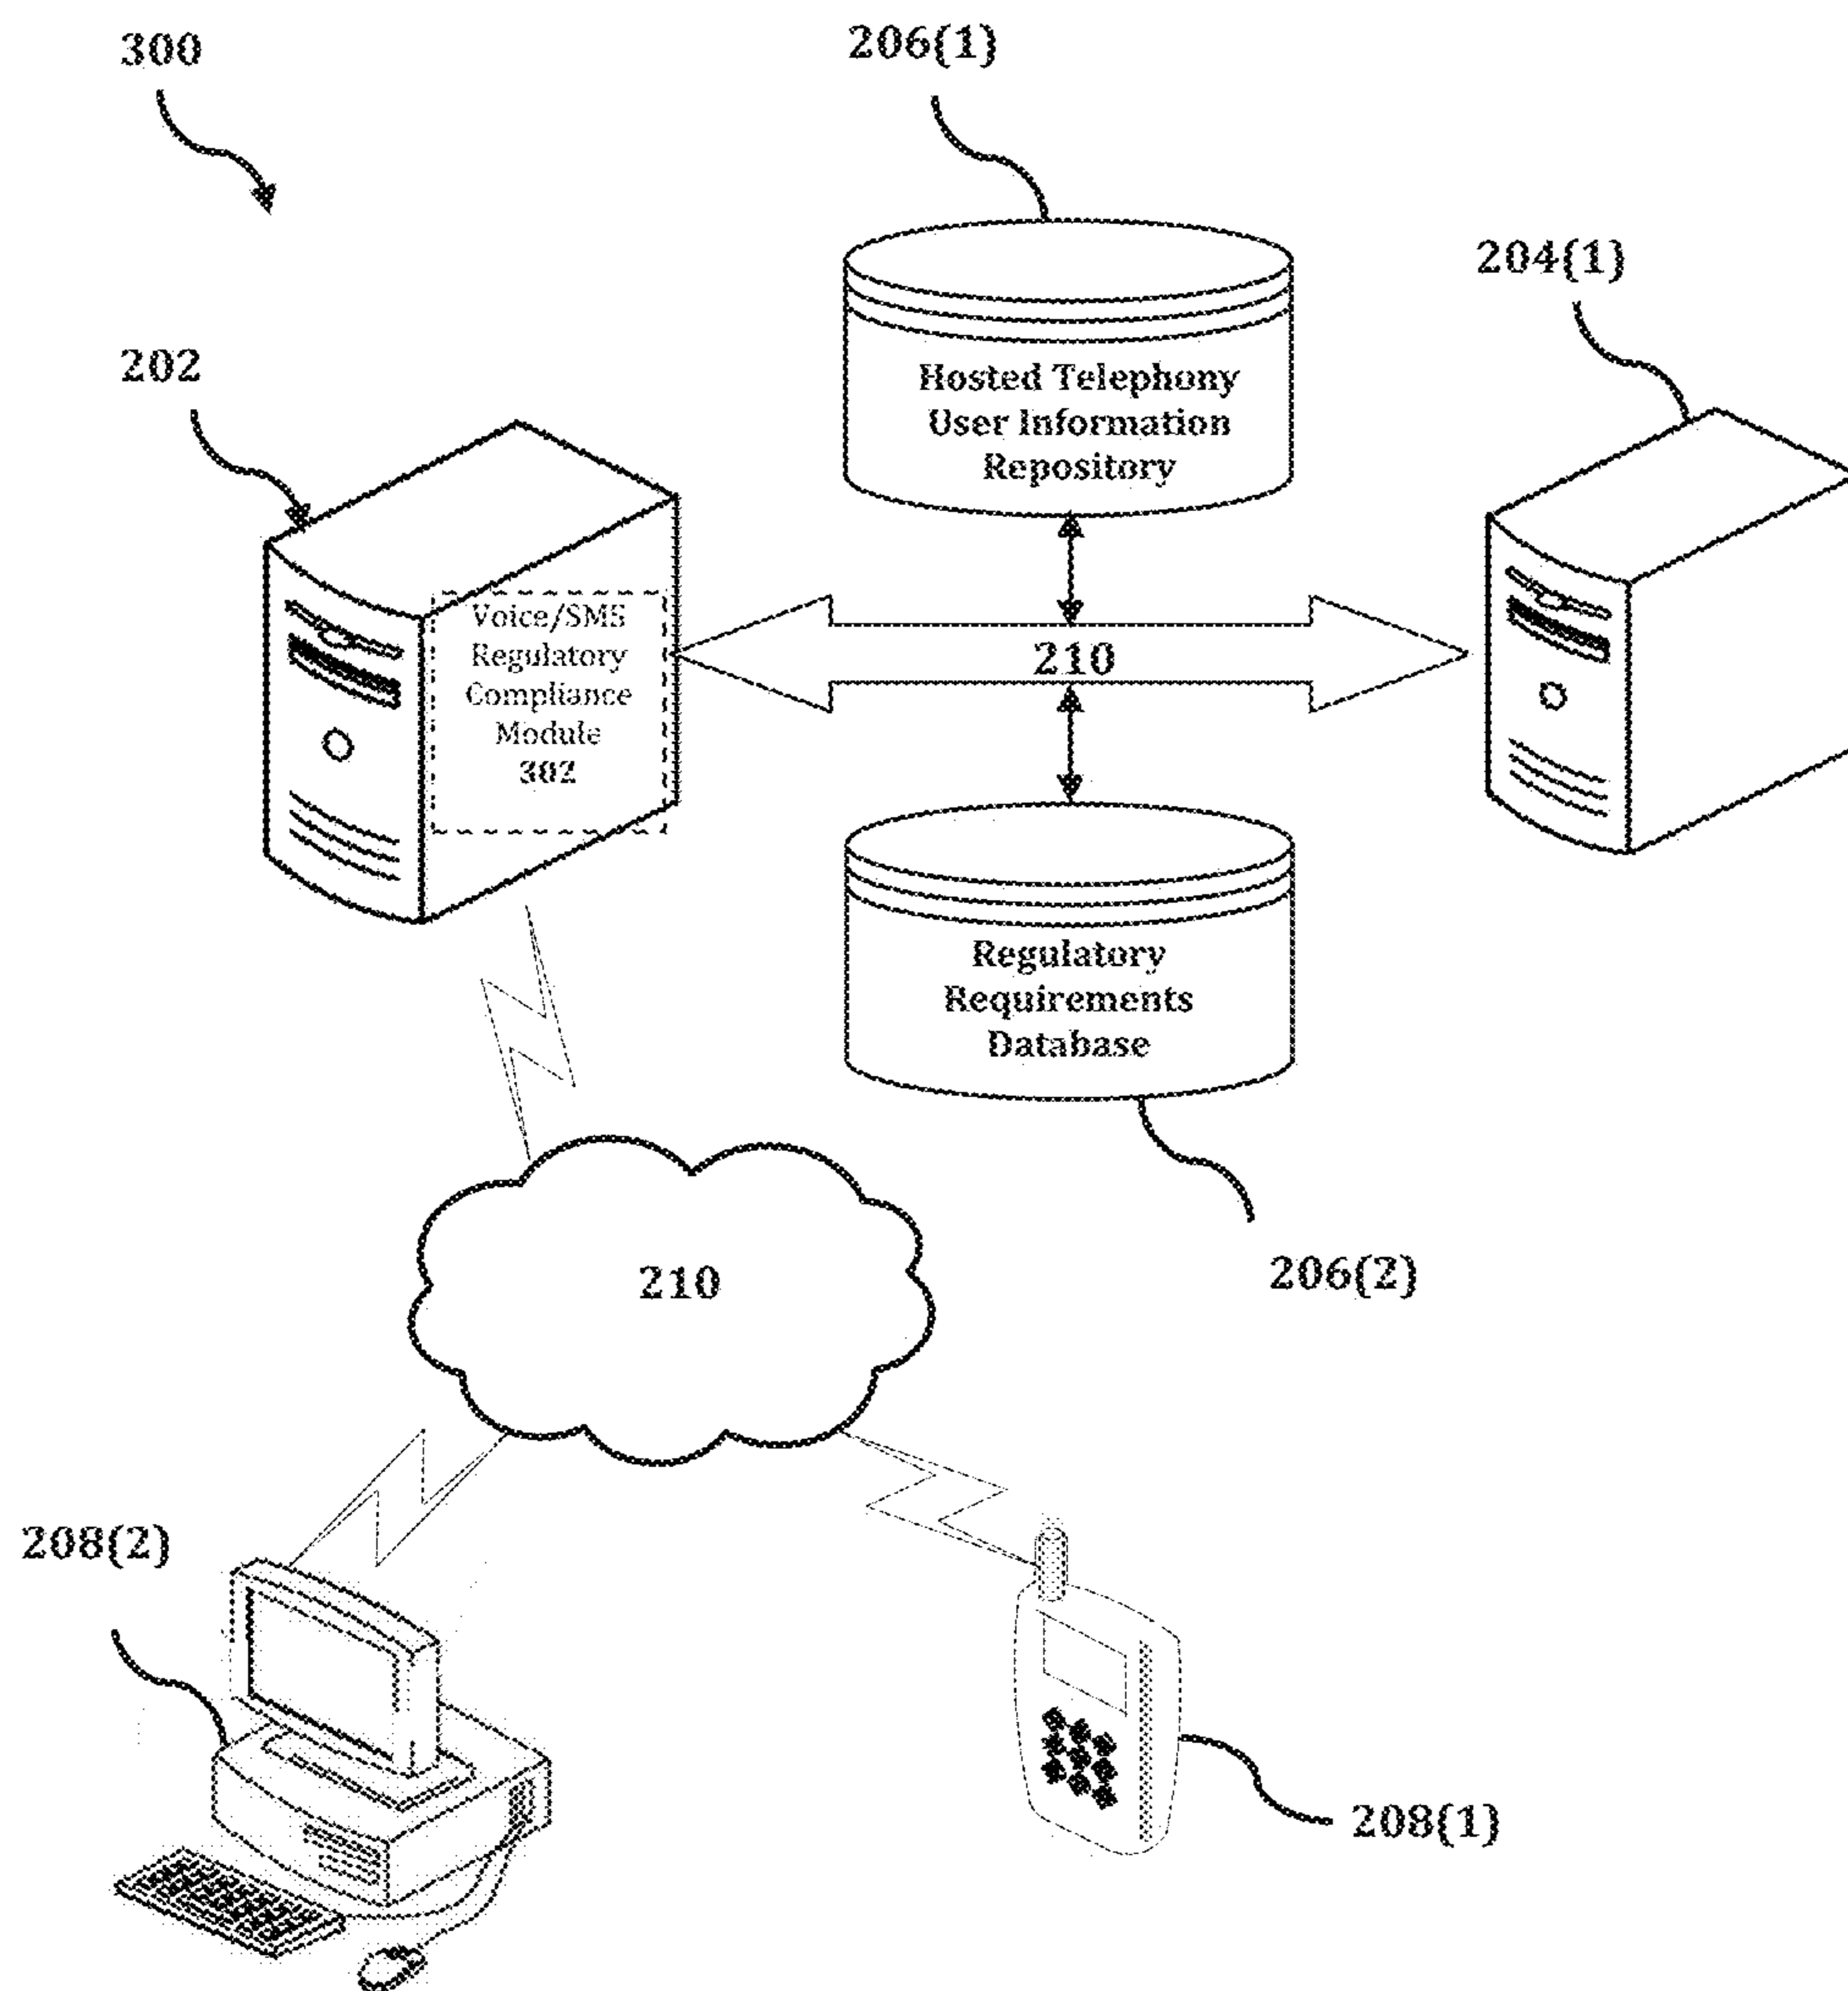 300
206(1)
204(1)
202
Hosted Telephony
User Information
Repository
Voice/SMS
Regulatory
Compliance
Module
302
210
Regulatory
Requirements
Database
206(2)
210
208(2)
208(1)